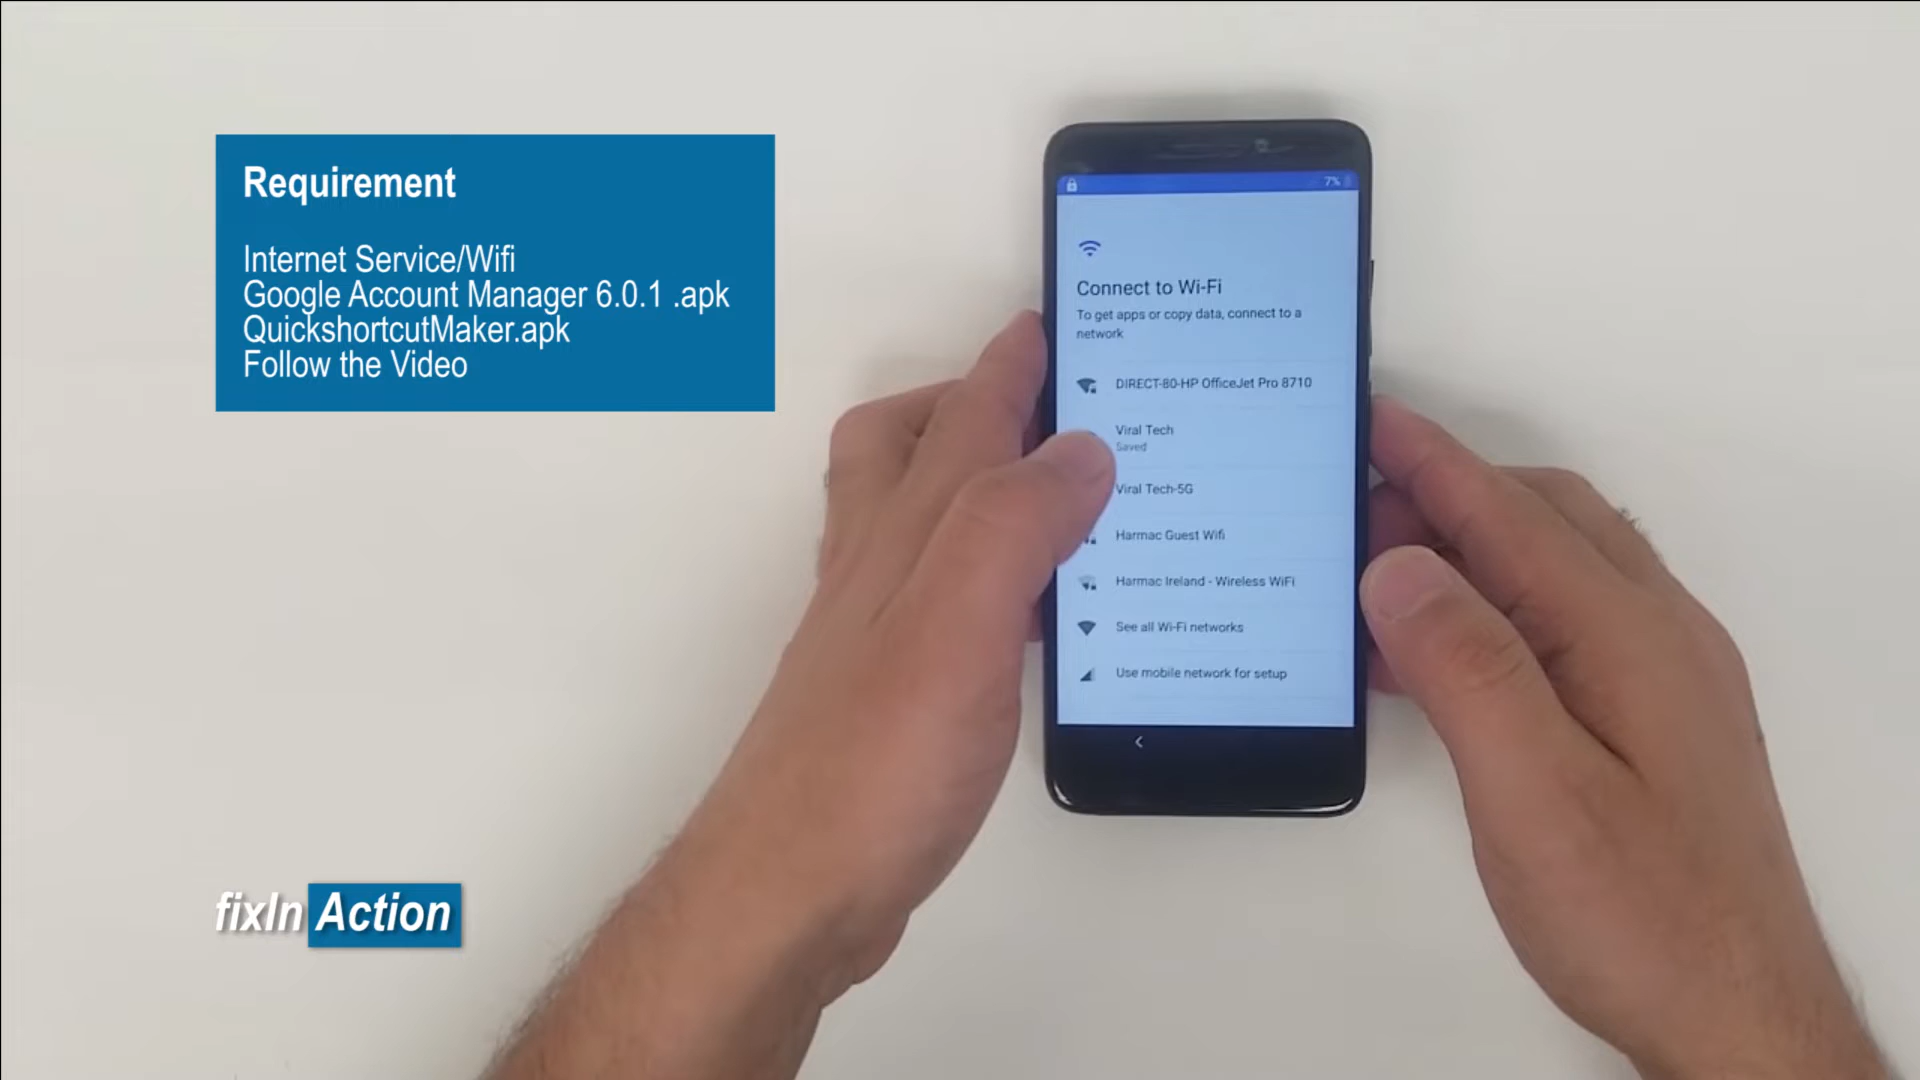 Requirement
Internet Service/Wifi
Google Account Manager 6.0.1 .apk
QuickshortcutMaker.apk
Follow the Video
fixIn Action
7%
Connect to Wi-Fi
To get apps or copy data, connect to a
network
DIRECT-80-HP OfficeJet Pro 8710
Viral Tech
Saved
Viral Tech-5G
Harmac Guest Wifi
Harmac Ireland - Wireless WiFi
See all Wi-Fi networks
Use mobile network for setup